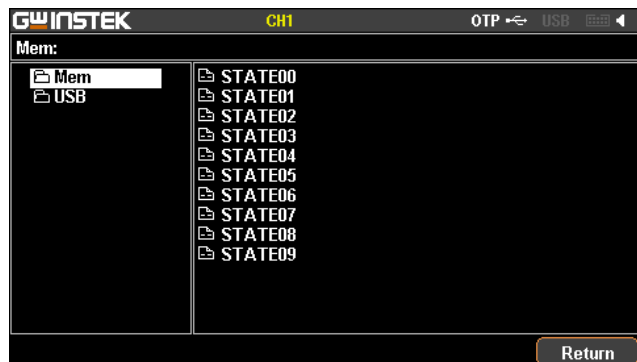 GWINSTEK CH1 OTP USB
Mem:
Mem
USB
STATE00
STATE01
STATE02
STATE03
STATE04
STATE05
STATE06
STATE07
STATE08
STATE09
Return